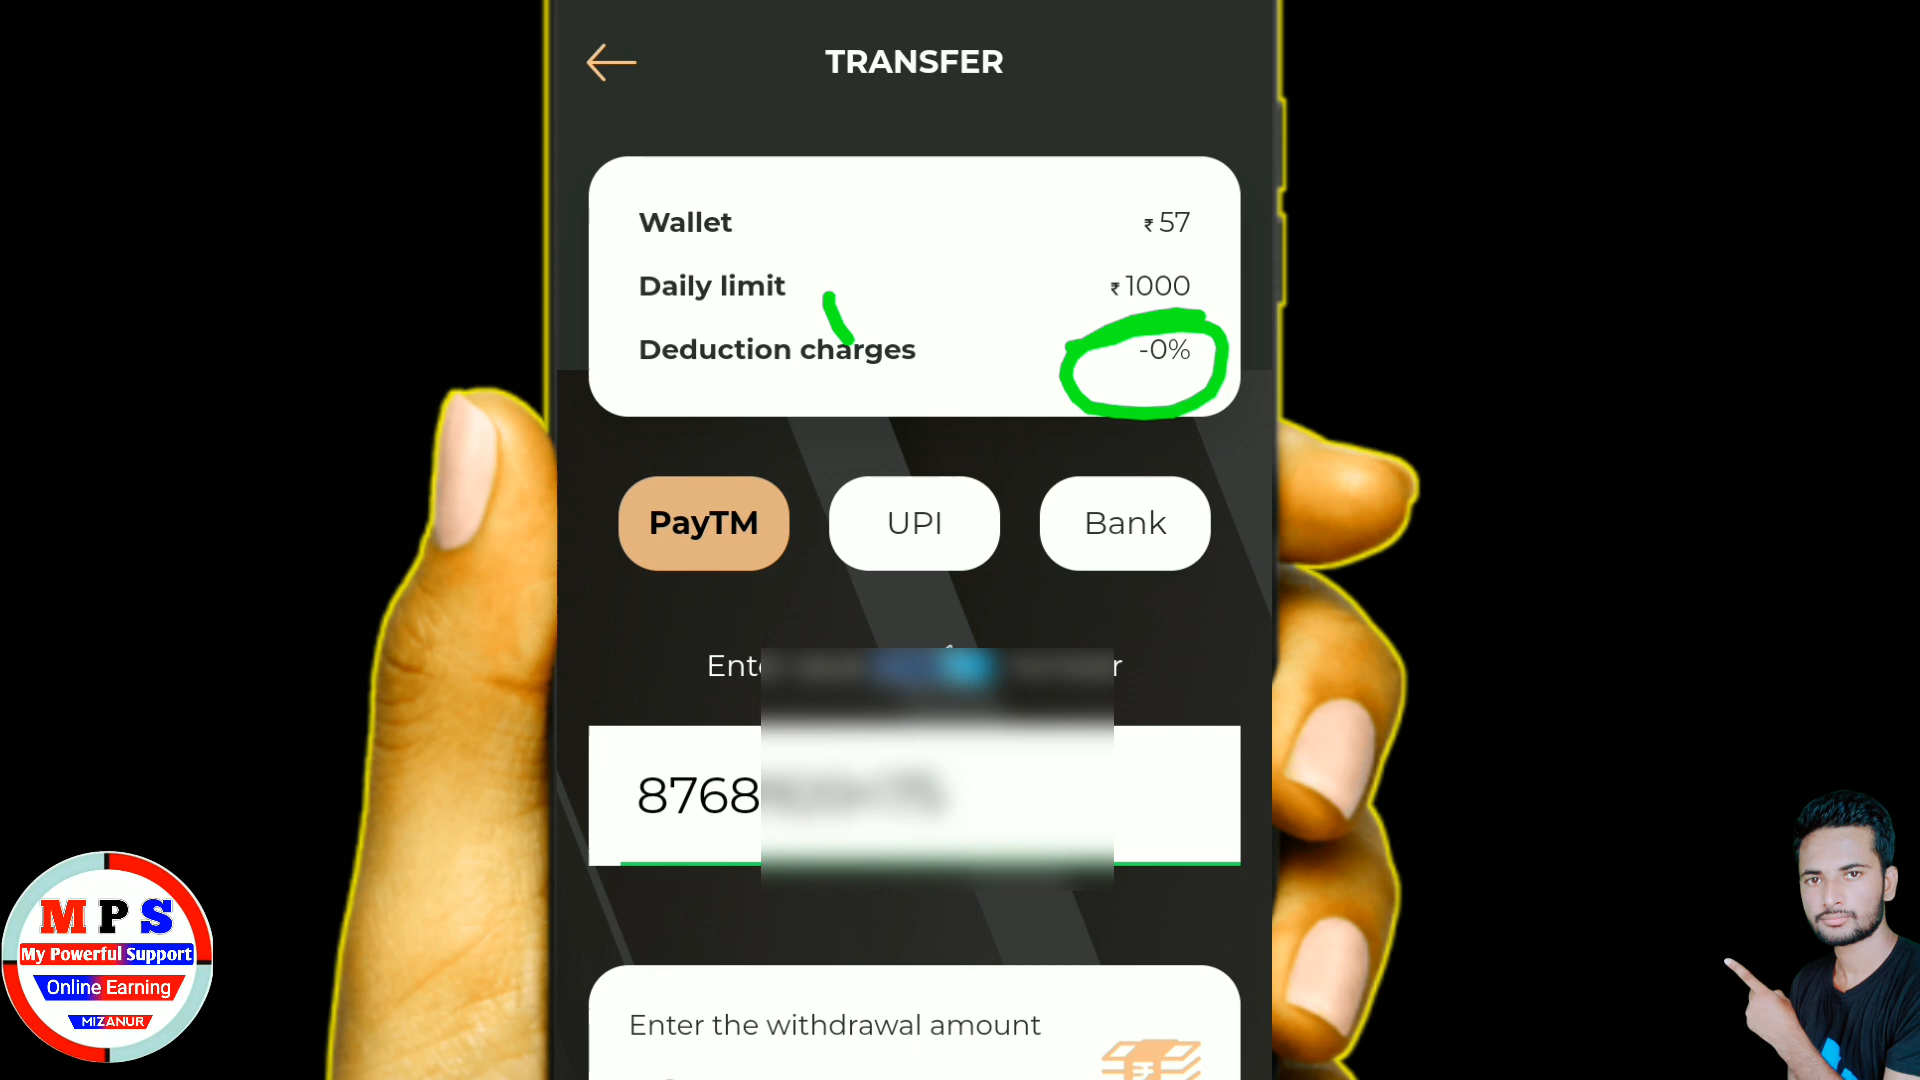 TRANSFER
Wallet ₹ 57
Daily limit ₹ 1000
Deduction charges -0%
PayTM UPI Bank
8768
Enter the withdrawal amount
M P S
My Powerful Support
Online Earning
MIZANUR